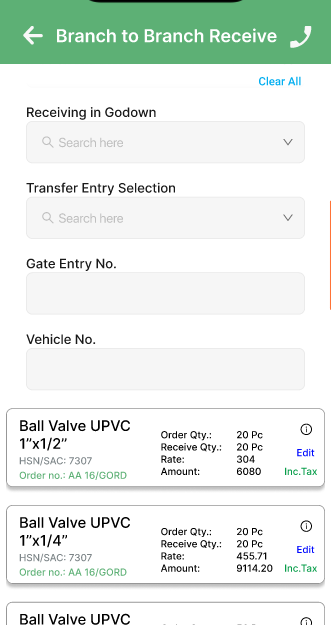 Branch to Branch Receive
Clear All
Receiving in Godown
Search here
Transfer Entry Selection
Search here
Gate Entry No.
Vehicle No.
Ball Valve UPVC
1”x1/2”
HSN/SAC: 7307
Order no.: AA 16/GORD
Order Qty.: 20 Pc
Receive Qty.: 20 Pc
Rate: 304
Amount: 6080
Edit
Inc.Tax
Ball Valve UPVC
1”x1/4”
HSN/SAC: 7307
Order no.: AA 16/GORD
Order Qty.: 20 Pc
Receive Qty.: 20 Pc
Rate: 455.71
Amount: 9114.20
Edit
Inc.Tax
Ball Valve UPVC